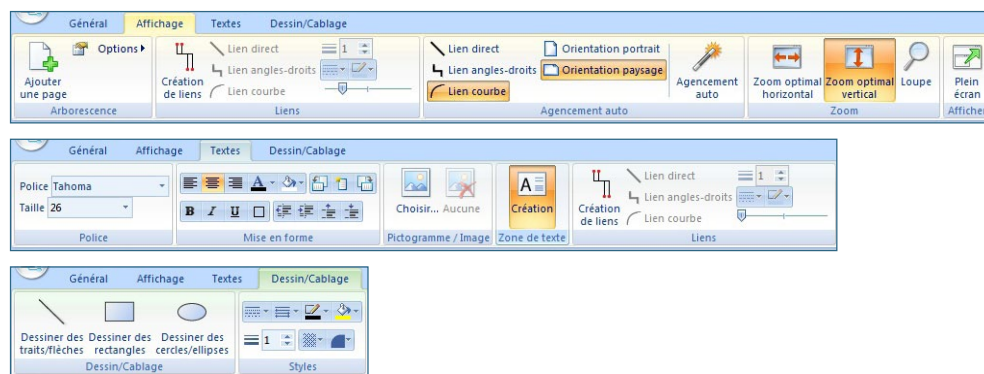 Général Affichage Textes Dessin/Cablage
Options
Ajouter
une page
Arborescence
Création
de liens
Lien direct
Lien angles-droits
Lien courbe
1
Liens
Lien direct
Lien angles-droits
Lien courbe
Orientation portrait
Orientation paysage
Agencement
auto
Agencement auto
Zoom optimal
horizontal
Zoom optimal
vertical
Loupe
Zoom
Plein
écran
Général Affichage Textes Dessin/Cablage
Police Tahoma
Taille 26
Police
A
B I U
Mise en forme
Choisir... Aucune
Pictogramme / Image
A
Création
Zone de texte
Création
de liens
Lien direct
Lien angles-droits
Lien courbe
1
Liens
Général Affichage Textes Dessin/Cablage
Dessiner des
traits/flèches
Dessiner des
rectangles
Dessiner des
cercles/ellipses
Dessin/Cablage
1
Styles